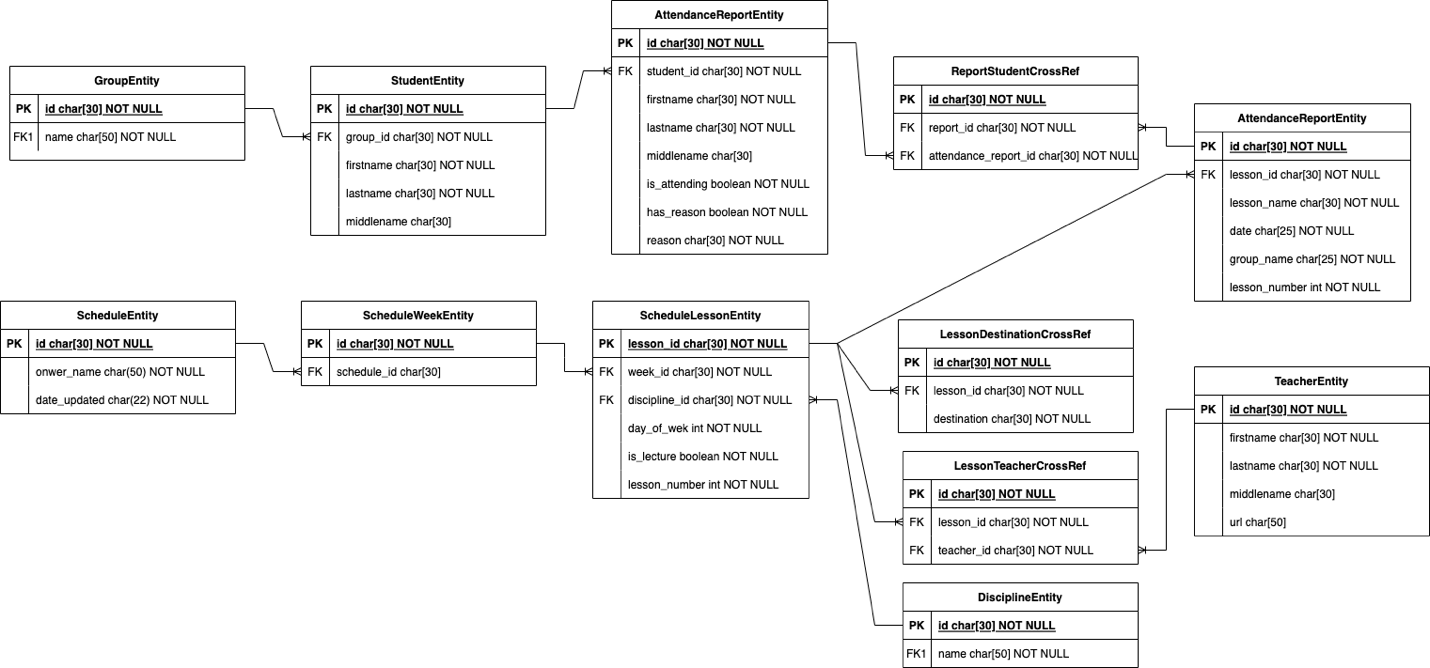 AttendanceReportEntity
PK id char[30] NOT NULL
FK student_id char[30] NOT NULL
firstname char[30] NOT NULL
lastname char[30] NOT NULL
middlename char[30]
is_attending boolean NOT NULL
has_reason boolean NOT NULL
reason char[30] NOT NULL
GroupEntity
PK id char[30] NOT NULL
FK1 name char[50] NOT NULL
StudentEntity
PK id char[30] NOT NULL
FK group_id char[30] NOT NULL
firstname char[30] NOT NULL
lastname char[30] NOT NULL
middlename char[30]
ReportStudentCrossRef
PK id char[30] NOT NULL
FK report_id char[30] NOT NULL
FK attendance_report_id char[30] NOT NULL
AttendanceReportEntity
PK id char[30] NOT NULL
FK lesson_id char[30] NOT NULL
lesson_name char[30] NOT NULL
date char[25] NOT NULL
group_name char[25] NOT NULL
lesson_number int NOT NULL
ScheduleEntity
PK id char[30] NOT NULL
onwer_name char(50) NOT NULL
date_updated char(22) NOT NULL
ScheduleWeekEntity
PK id char[30] NOT NULL
FK schedule_id char[30]
ScheduleLessonEntity
PK lesson_id char[30] NOT NULL
FK week_id char[30] NOT NULL
FK discipline_id char[30] NOT NULL
day_of_wek int NOT NULL
is_lecture boolean NOT NULL
lesson_number int NOT NULL
LessonDestinationCrossRef
PK id char[30] NOT NULL
FK lesson_id char[30] NOT NULL
destination char[30] NOT NULL
TeacherEntity
PK id char[30] NOT NULL
firstname char[30] NOT NULL
lastname char[30] NOT NULL
middlename char[30]
url char[50]
LessonTeacherCrossRef
PK id char[30] NOT NULL
FK lesson_id char[30] NOT NULL
FK teacher_id char[30] NOT NULL
DisciplineEntity
PK id char[30] NOT NULL
FK1 name char[50] NOT NULL